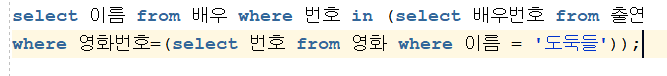 select 이름 from 배우 where 번호 in (select 배우번호 from 출연
where 영화번호=(select 번호 from 영화 where 이름 = '도둑들'));